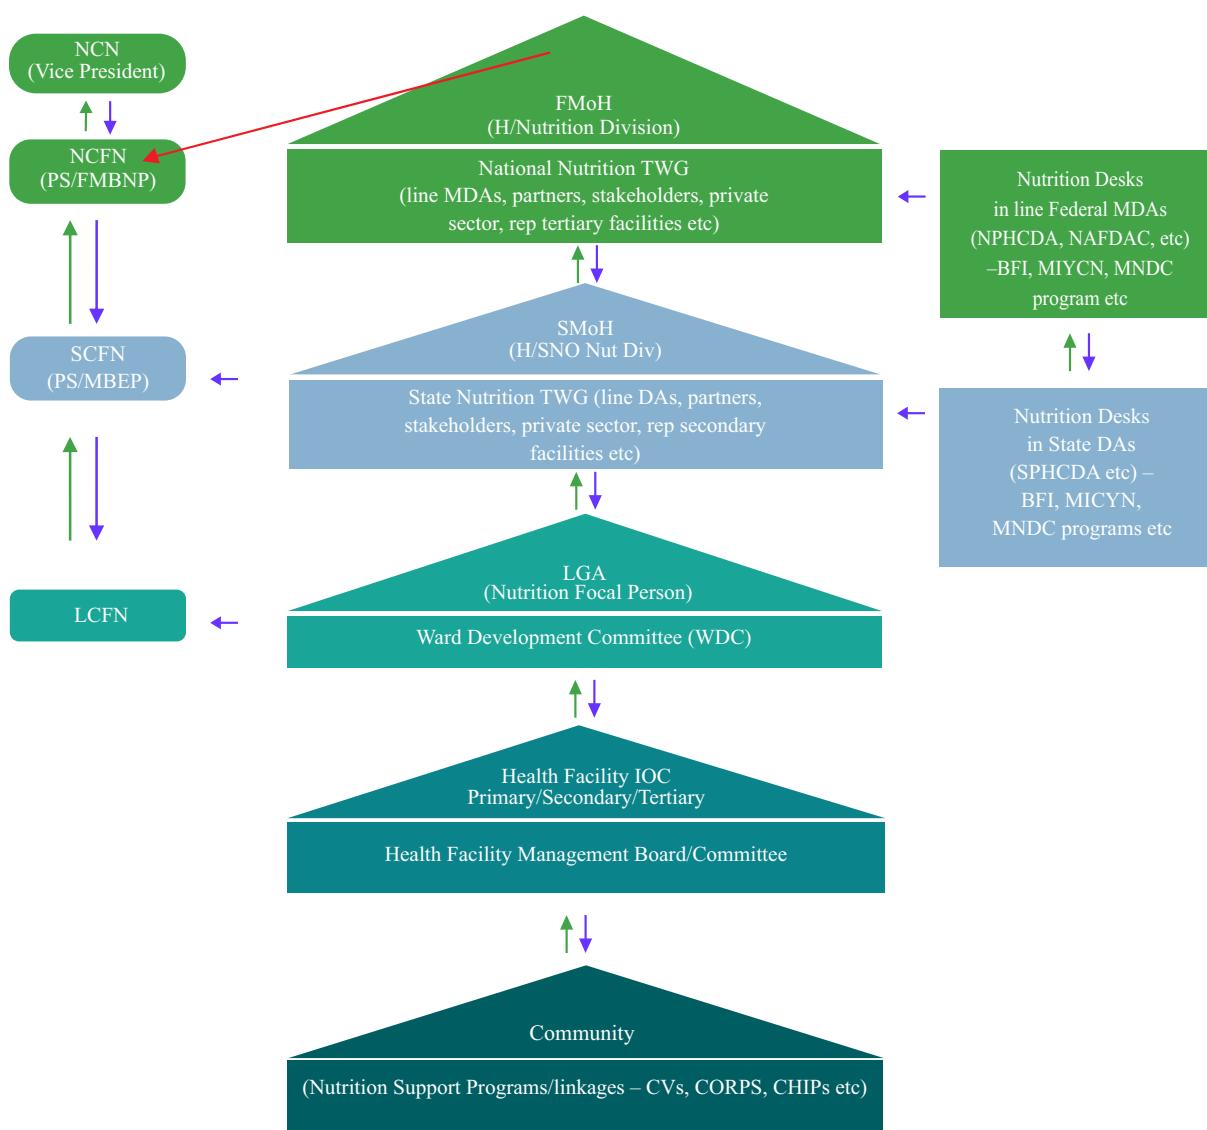 NCN
(Vice President)
NCFN
(PS/FMBNP)
SCFN
(PS/MBEP)
LCFN
FMoH
(H/Nutrition Division)
National Nutrition TWG
(line MDAs, partners, stakeholders, private
sector, rep tertiary facilities etc)
SMoH
(H/SNO Nut Div)
State Nutrition TWG (line DAs, partners,
stakeholders, private sector, rep secondary
facilities etc)
LGA
(Nutrition Focal Person)
Ward Development Committee (WDC)
Health Facility IOC
Primary/Secondary/Tertiary
Health Facility Management Board/Committee
Community
(Nutrition Support Programs/linkages – CVs, CORPS, CHIPs etc)
Nutrition Desks
in line Federal MDAs
(NPHCDA, NAFDAC, etc)
–BFI, MIYCN, MNDC
program etc
Nutrition Desks
in State DAs
(SPHCDA etc) –
BFI, MICYN,
MNDC programs etc